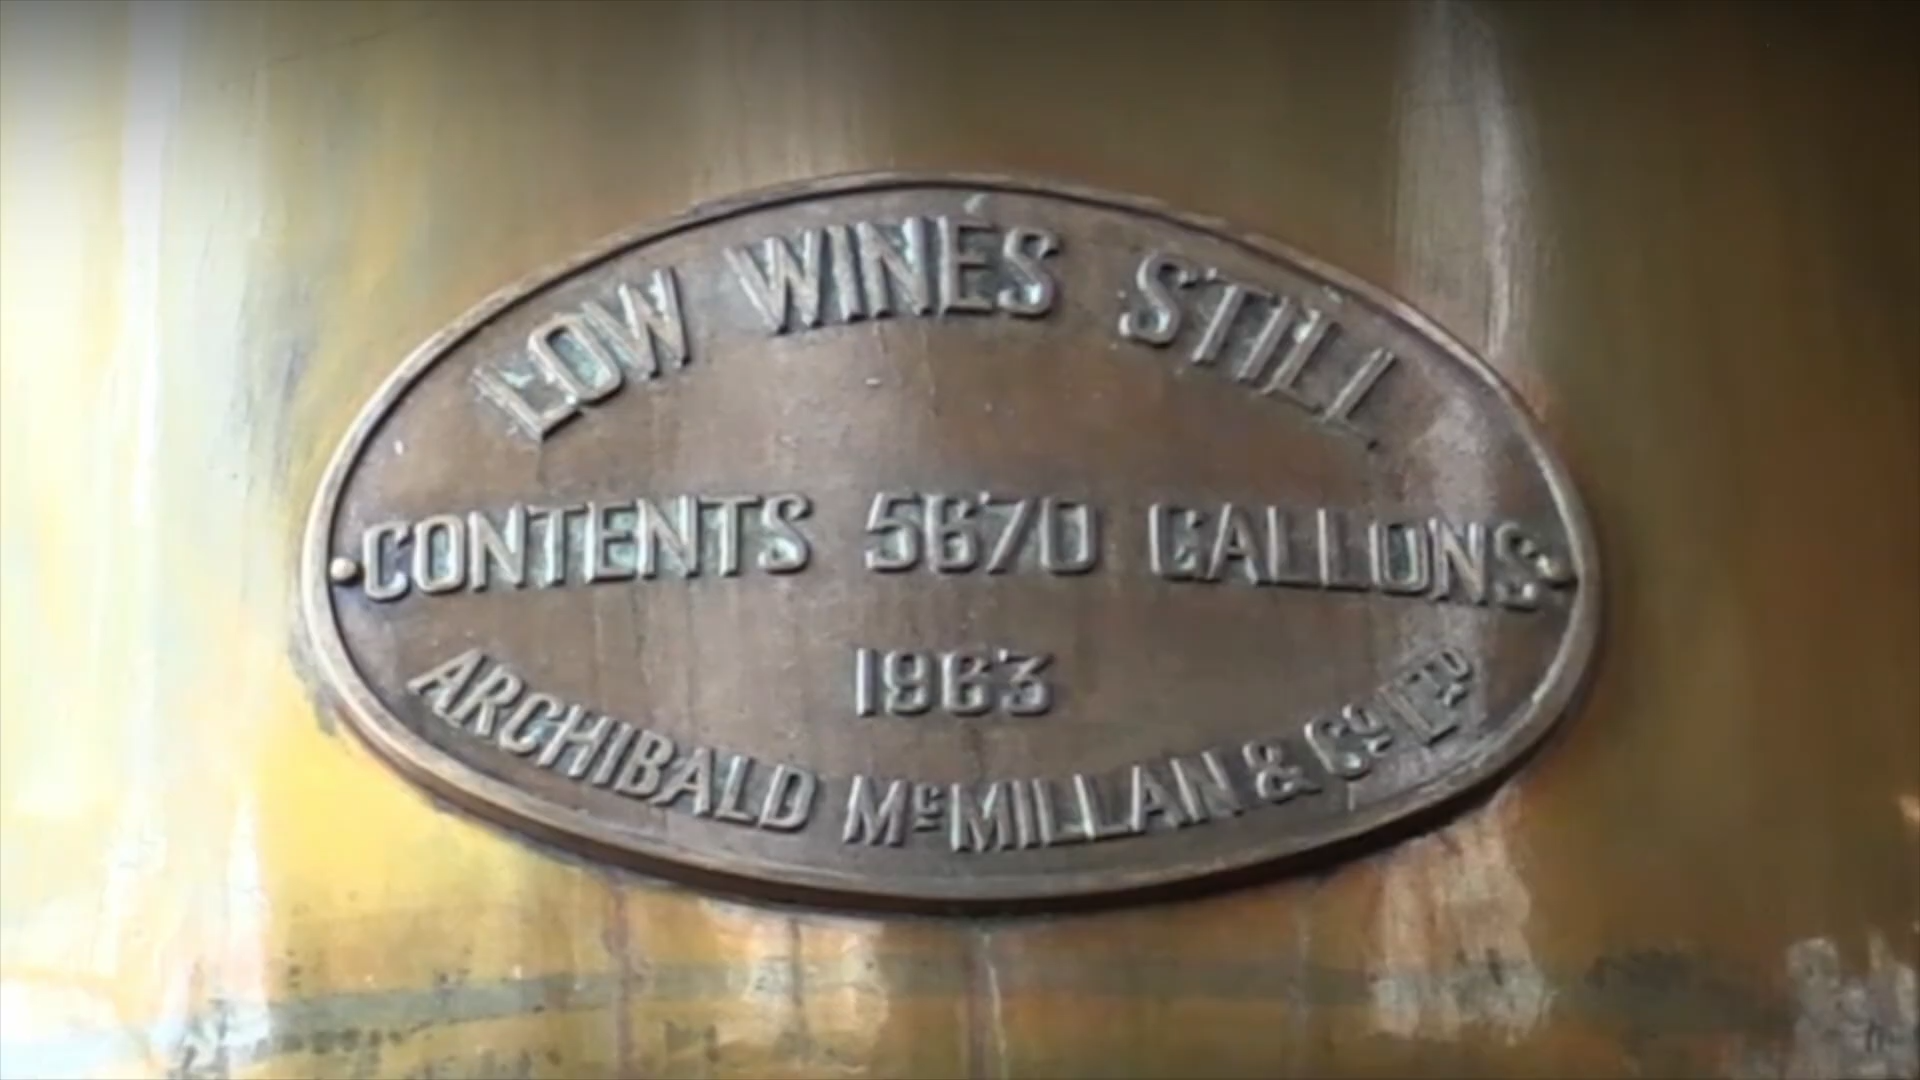 LOW WINES STILL
CONTENTS 5670 GALLONS
1963
ARCHIBALD McMILLAN & Co LTD